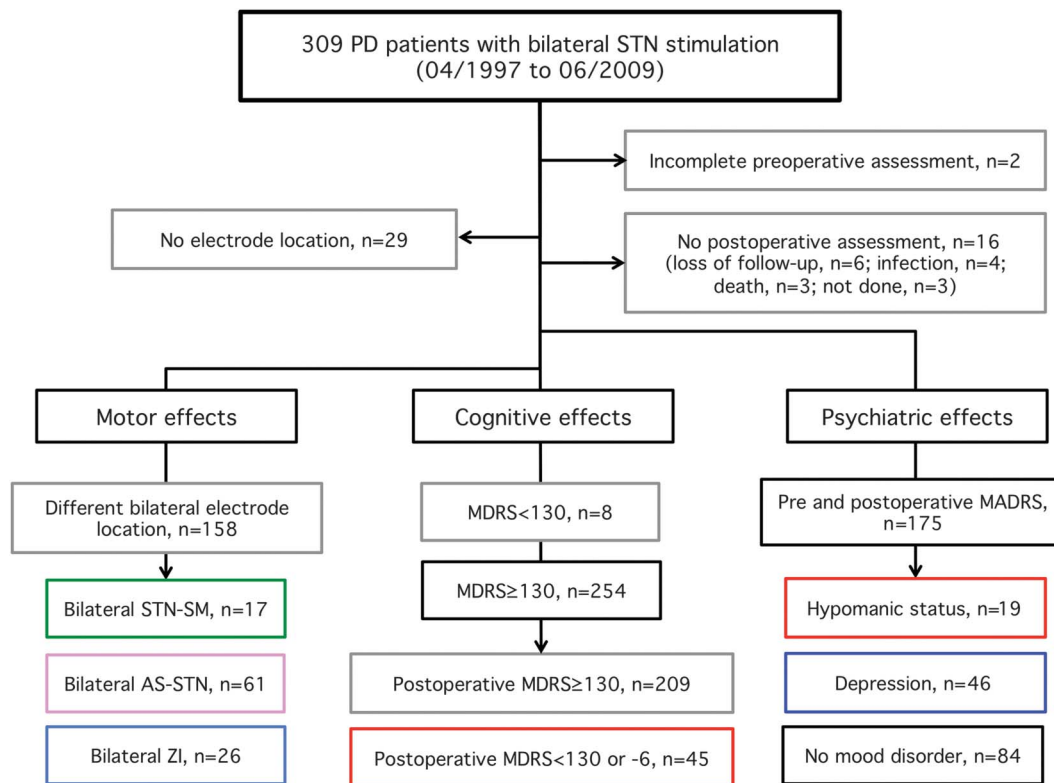 309 PD patients with bilateral STN stimulation
(04/1997 to 06/2009)
Incomplete preoperative assessment, n=2
No electrode location, n=29
No postoperative assessment, n=16
(loss of follow-up, n=6; infection, n=4;
death, n=3; not done, n=3)
Motor effects
Cognitive effects
Psychiatric effects
Different bilateral electrode
location, n=158
MDRS<130, n=8
Pre and postoperative MADRS,
n=175
Bilateral STN-SM, n=17
MDRS≥130, n=254
Hypomanic status, n=19
Bilateral AS-STN, n=61
Postoperative MDRS≥130, n=209
Depression, n=46
Bilateral ZI, n=26
Postoperative MDRS<130 or -6, n=45
No mood disorder, n=84